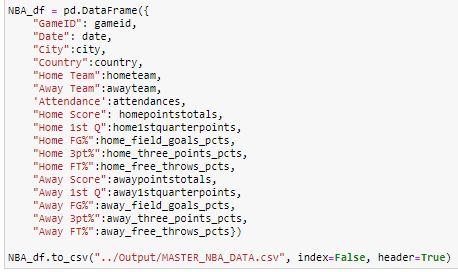 NBA_df = pd.DataFrame({
    "GameID": gameid,
    "Date": date,
    "City":city,
    "Country":country,
    "Home Team":hometeam,
    "Away Team":awayteam,
    'Attendance':attendances,
    "Home Score": homepointstotals,
    "Home 1st Q":home1stquarterpoints,
    "Home FG%":home_field_goals_pcts,
    "Home 3pt%":home_three_points_pcts,
    "Home FT%":home_free_throws_pcts,
    "Away Score":awaypointstotals,
    "Away 1st Q":away1stquarterpoints,
    "Away FG%":away_field_goals_pcts,
    "Away 3pt%":away_three_points_pcts,
    "Away FT%":away_free_throws_pcts})
NBA_df.to_csv("../Output/MASTER_NBA_DATA.csv", index=False, header=True)